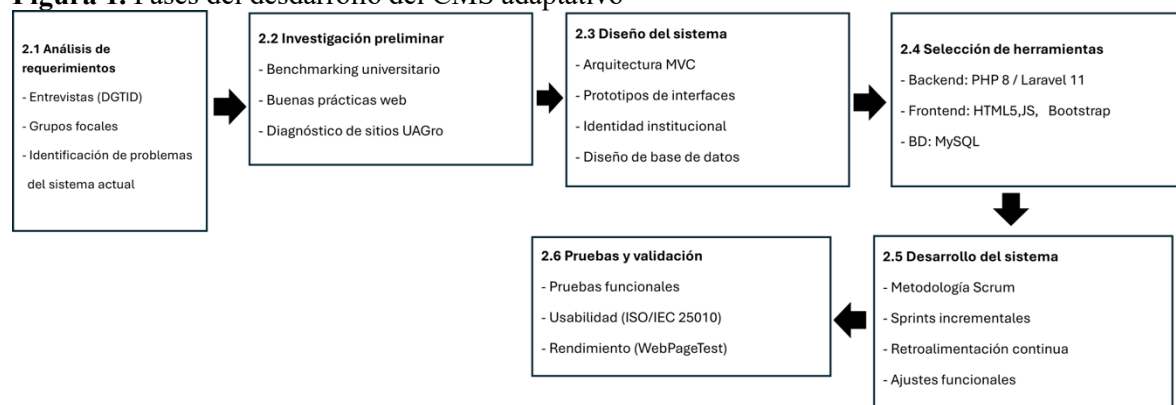 Figura 1. Fases del desdarrollo del CMS adaptativo
2.1 Análisis de
requerimientos
- Entrevistas (DGTID)
- Grupos focales
- Identificación de problemas
del sistema actual
2.2 Investigación preliminar
- Benchmarking universitario
- Buenas prácticas web
- Diagnóstico de sitios UAGro
2.3 Diseño del sistema
- Arquitectura MVC
- Prototipos de interfaces
- Identidad institucional
- Diseño de base de datos
2.4 Selección de herramientas
- Backend: PHP 8 / Laravel 11
- Frontend: HTML5,JS, Bootstrap
- BD: MySQL
2.5 Desarrollo del sistema
- Metodología Scrum
- Sprints incrementales
- Retroalimentación continua
- Ajustes funcionales
2.6 Pruebas y validación
- Pruebas funcionales
- Usabilidad (ISO/IEC 25010)
- Rendimiento (WebPageTest)